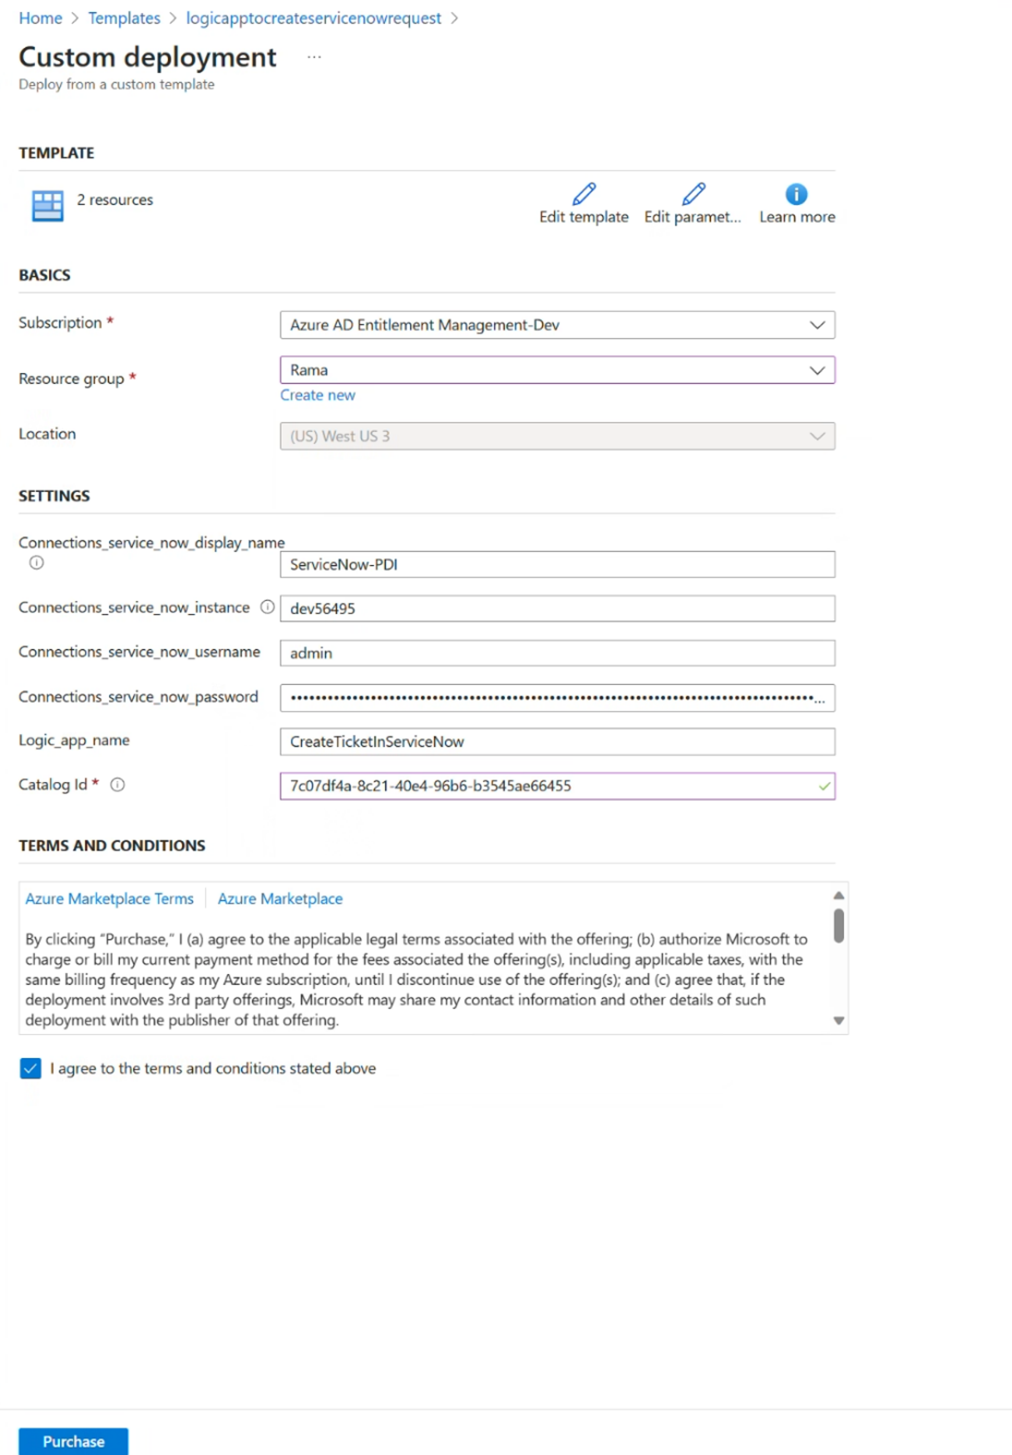 Home > Templates > logicapptocreateservicenowrequest >
Custom deployment ...
Deploy from a custom template
TEMPLATE
2 resources
Edit template
Edit paramet...
Learn more
BASICS
Subscription *
Azure AD Entitlement Management-Dev
Resource group *
Rama
Create new
Location
(US) West US 3
SETTINGS
Connections_service_now_display_name
ServiceNow-PDI
Connections_service_now_instance
dev56495
Connections_service_now_username
admin
Connections_service_now_password
Logic_app_name
CreateTicketInServiceNow
Catalog Id *
7c07df4a-8c21-40e4-96b6-b3545ae66455
TERMS AND CONDITIONS
Azure Marketplace Terms | Azure Marketplace
By clicking "Purchase," I (a) agree to the applicable legal terms associated with the offering; (b) authorize Microsoft to
charge or bill my current payment method for the fees associated the offering(s), including applicable taxes, with the
same billing frequency as my Azure subscription, until I discontinue use of the offering(s); and (c) agree that, if the
deployment involves 3rd party offerings, Microsoft may share my contact information and other details of such
deployment with the publisher of that offering.
I agree to the terms and conditions stated above
Purchase